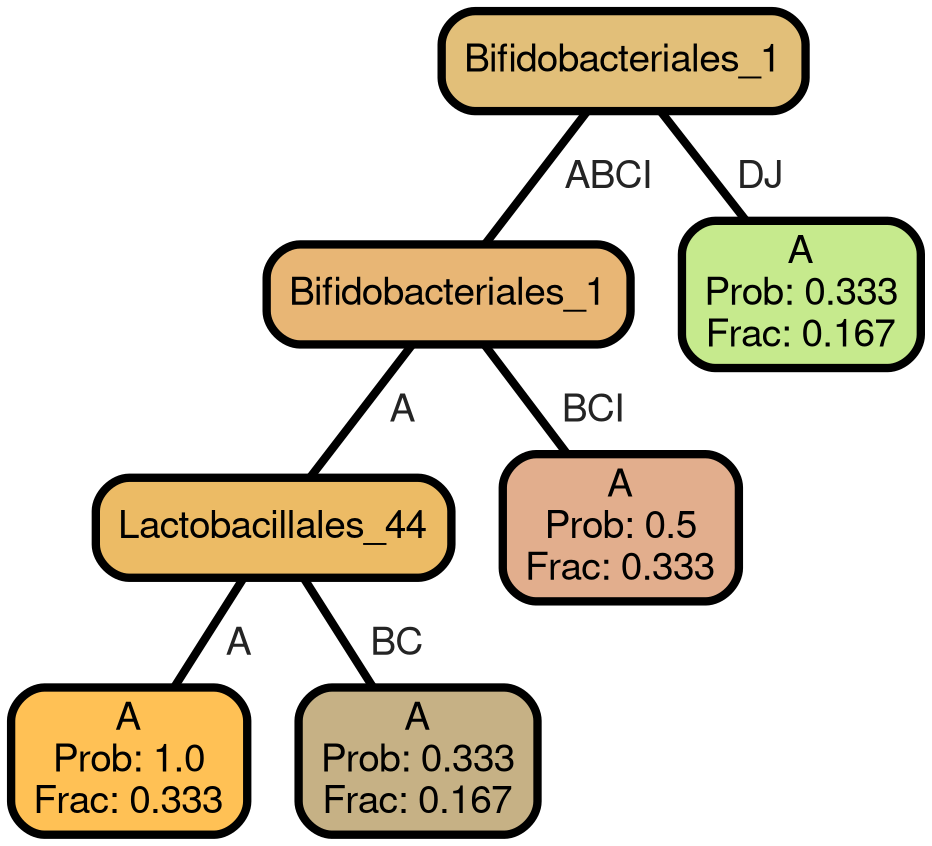 Bifidobacteriales_1
ABCI
DJ
A
Prob: 0.333
Frac: 0.167
Bifidobacteriales_1
A
BCI
A
Prob: 0.5
Frac: 0.333
Lactobacillales_44
A
BC
A
Prob: 1.0
Frac: 0.333
A
Prob: 0.333
Frac: 0.167